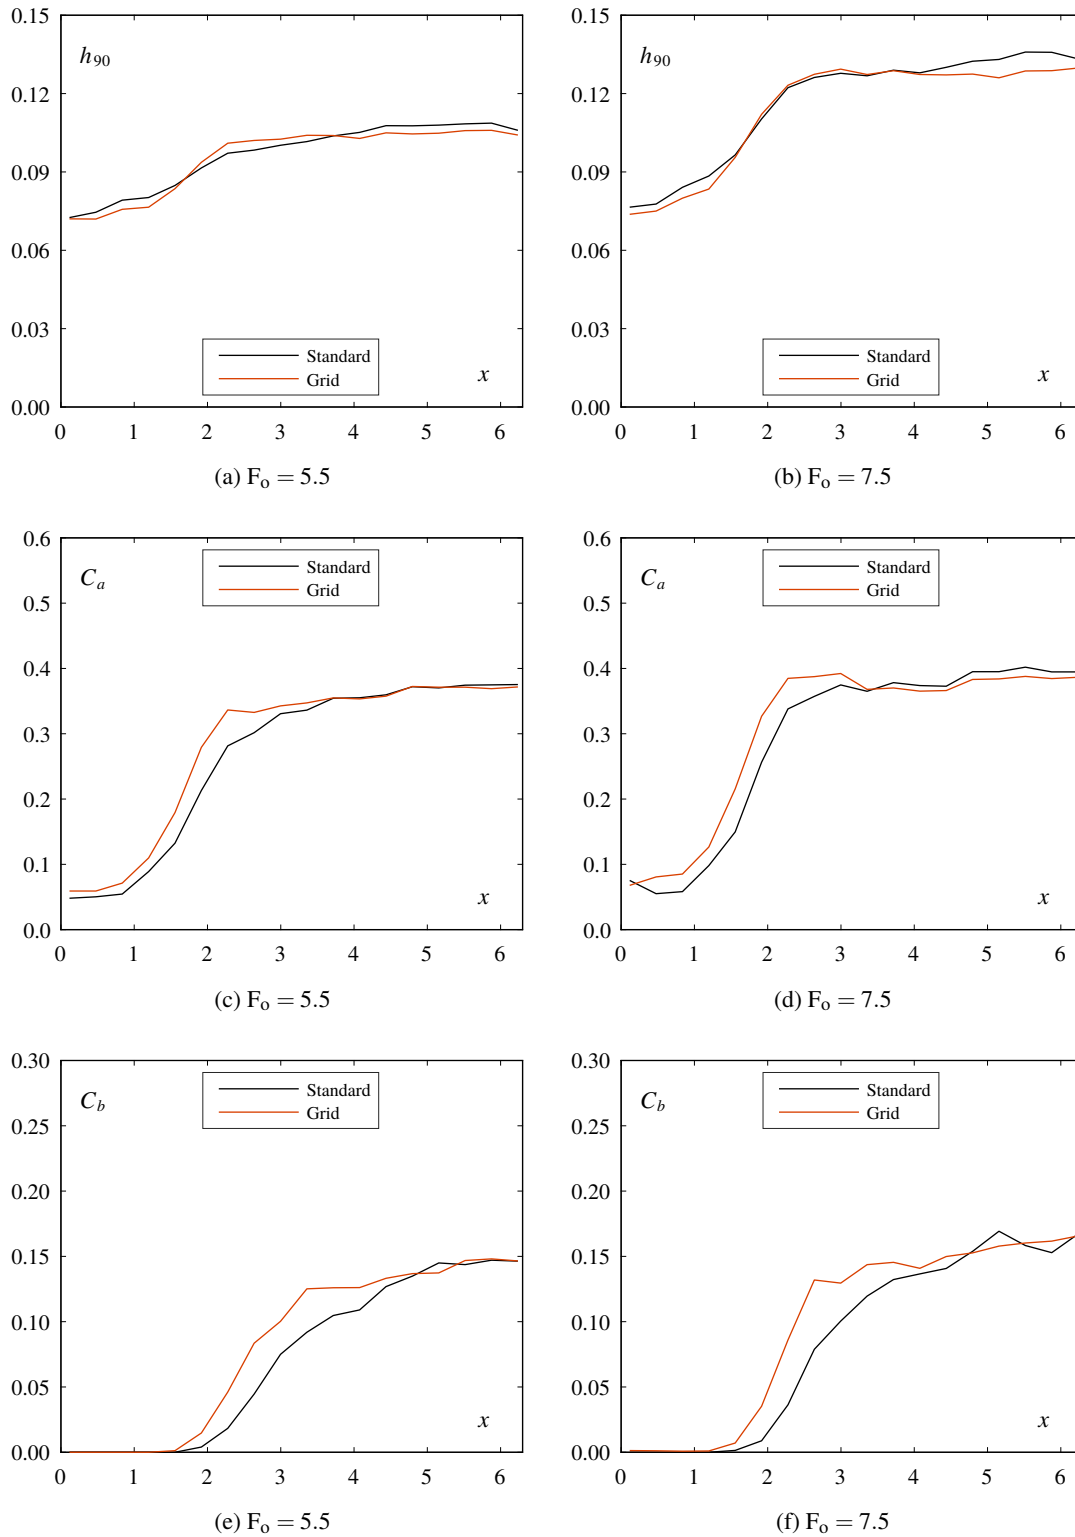 0.15
0.12
0.09
0.06
0.03
0.00
h90
Standard
Grid
x
0 1 2 3 4 5 6
(a) Fo = 5.5
0.15
0.12
0.09
0.06
0.03
0.00
h90
Standard
Grid
x
0 1 2 3 4 5 6
(b) Fo = 7.5
0.6
0.5
0.4
0.3
0.2
0.1
0.0
Ca
Standard
Grid
x
0 1 2 3 4 5 6
(c) Fo = 5.5
0.6
0.5
0.4
0.3
0.2
0.1
0.0
Ca
Standard
Grid
x
0 1 2 3 4 5 6
(d) Fo = 7.5
0.30
0.25
0.20
0.15
0.10
0.05
0.00
Cb
Standard
Grid
x
0 1 2 3 4 5 6
(e) Fo = 5.5
0.30
0.25
0.20
0.15
0.10
0.05
0.00
Cb
Standard
Grid
x
0 1 2 3 4 5 6
(f) Fo = 7.5